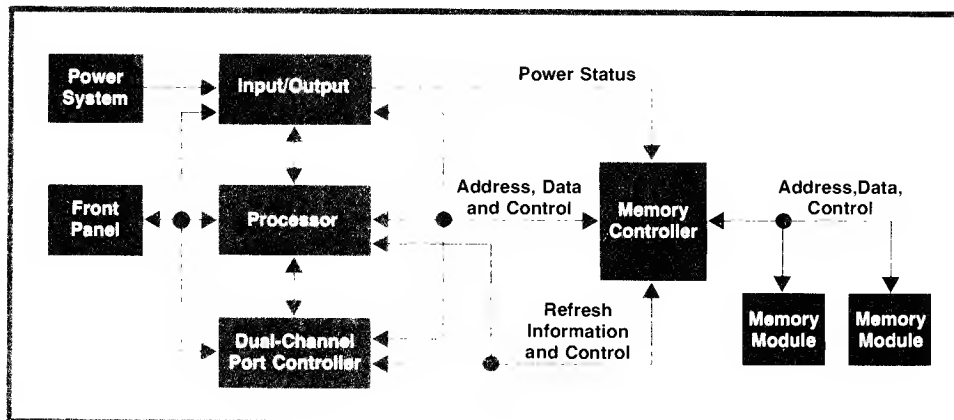 Power
System
Input/Output
Power Status
Front
Panel
Processor
Address, Data
and Control
Memory
Controller
Address,Data,
Control
Dual-Channel
Port Controller
Refresh
Information
and Control
Memory
Module
Memory
Module